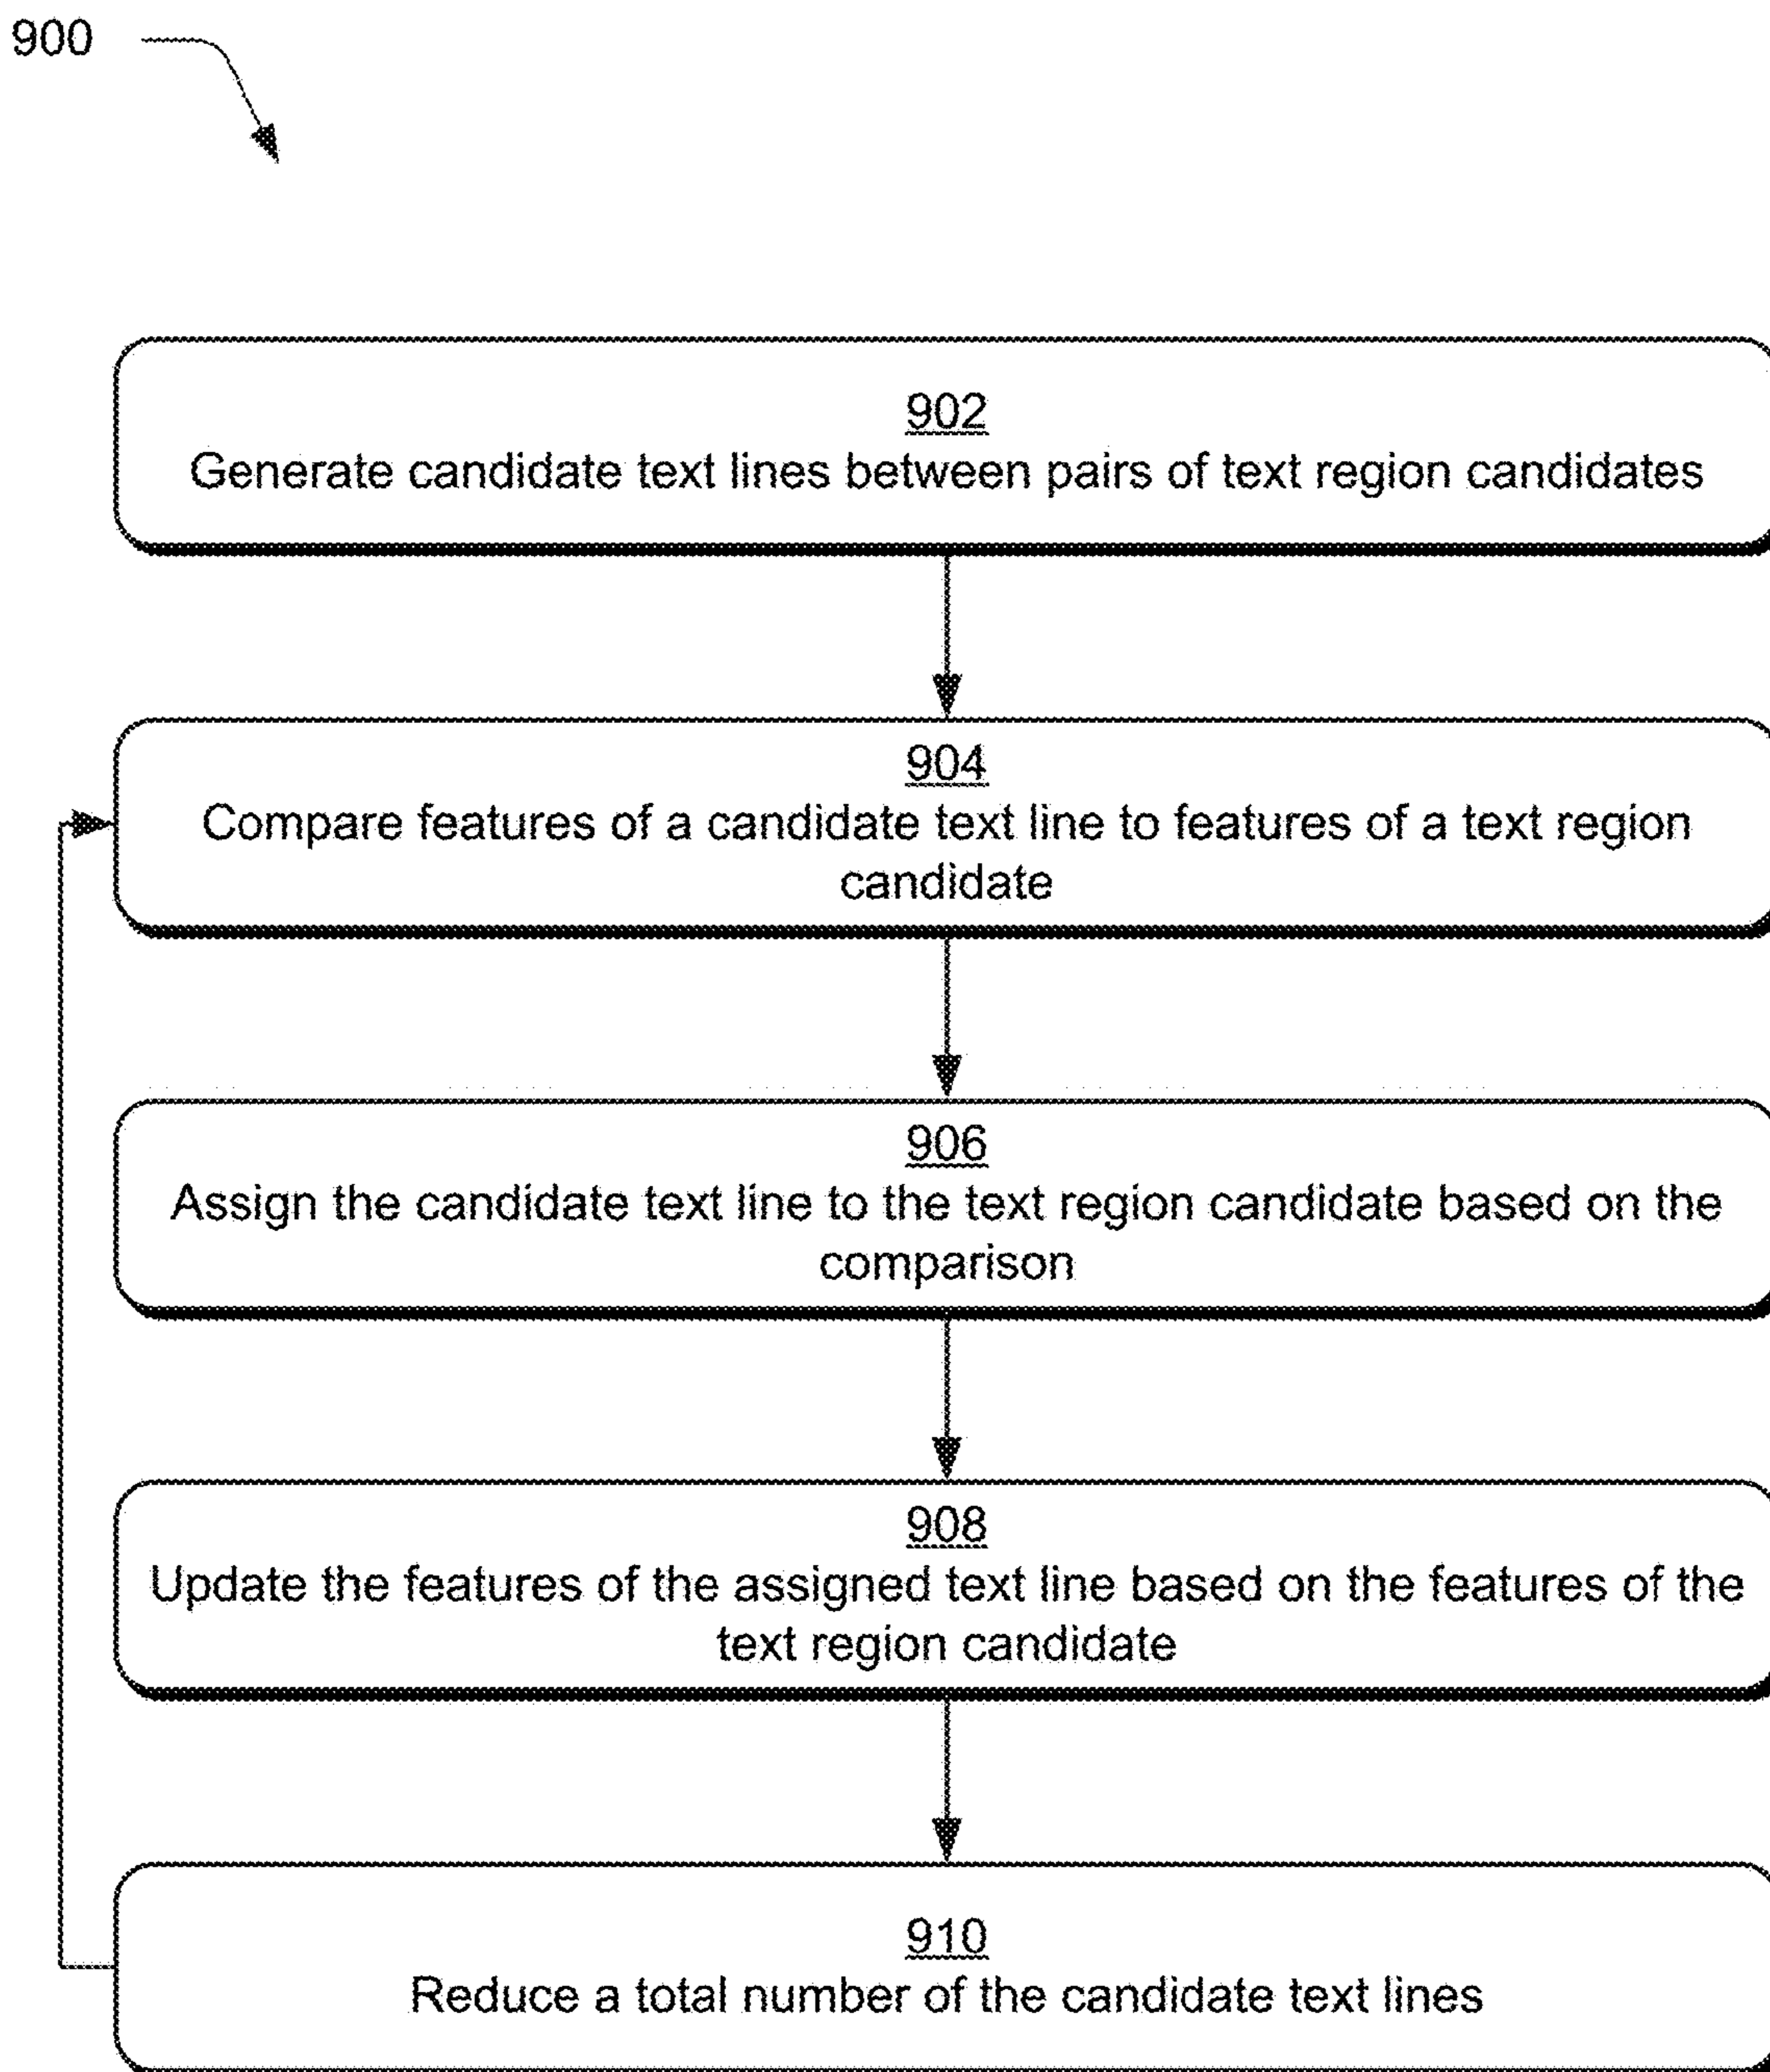 900
902
Generate candidate text lines between pairs of text region candidates
904
Compare features of a candidate text line to features of a text region
candidate
906
Assign the candidate text line to the text region candidate based on the
comparison
908
Update the features of the assigned text line based on the features of the
text region candidate
910
Reduce a total number of the candidate text lines